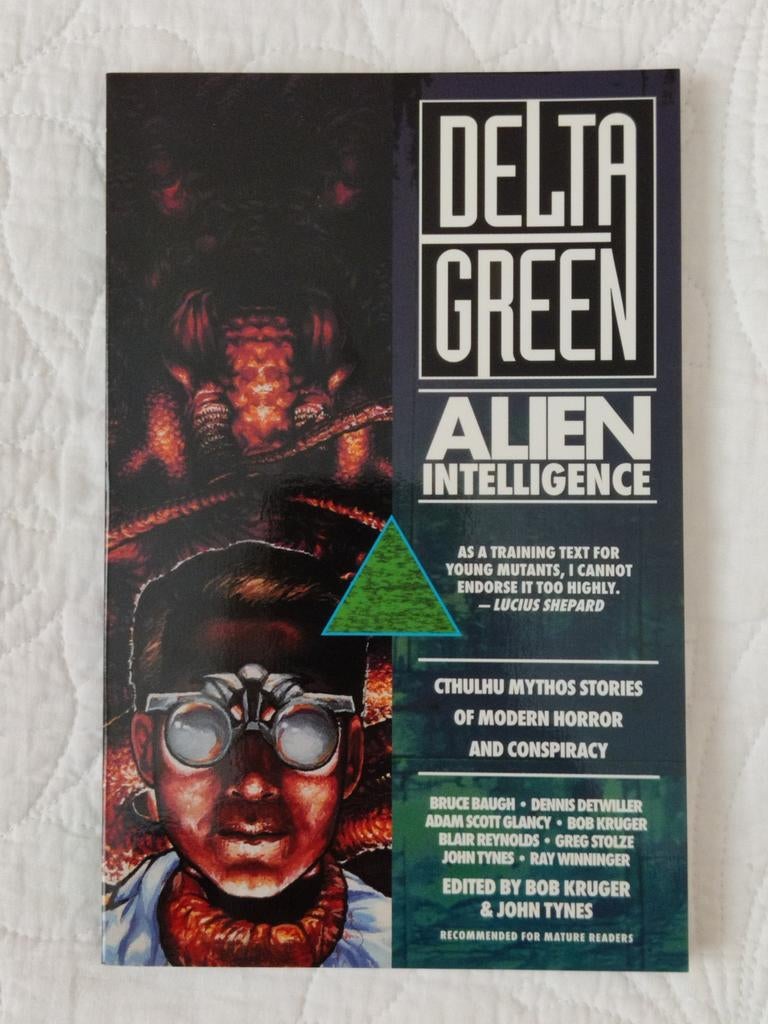 DELTA
GREEN
ALIEN
INTELLIGENCE
AS A TRAINING TEXT FOR
YOUNG MUTANTS, I CANNOT
ENDORSE IT TOO HIGHLY.
— LUCIUS SHEPARD
CTHULHU MYTHOS STORIES
OF MODERN HORROR
AND CONSPIRACY
BRUCE BAUGH • DENNIS DETWILLER
ADAM SCOTT GLANCY • BOB KRUGER
BLAIR REYNOLDS • GREG STOLZE
JOHN TYNES • RAY WINNINGER
EDITED BY BOB KRUGER
& JOHN TYNES
RECOMMENDED FOR MATURE READERS